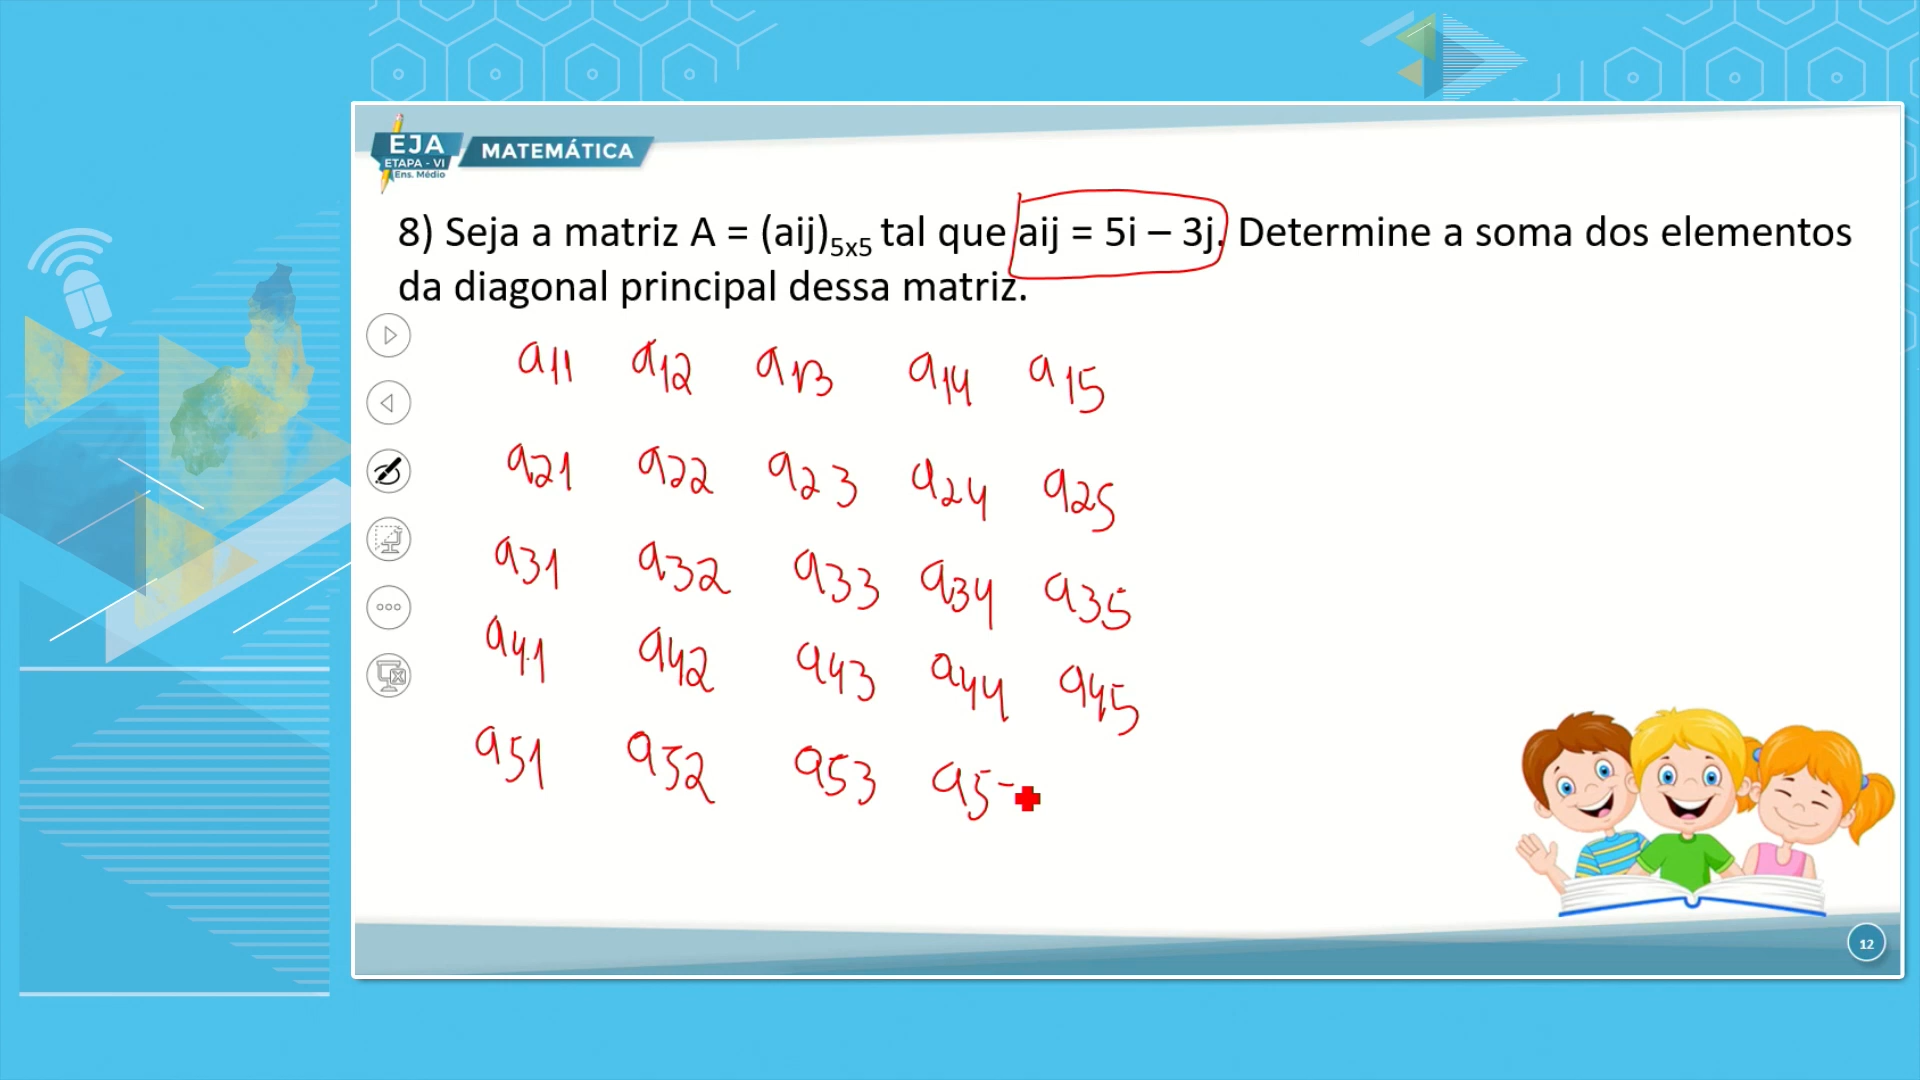 EJA
ETAPA - VI
Ens. Médio
MATEMÁTICA
8) Seja a matriz A = (aij)5x5 tal que aij = 5i – 3j. Determine a soma dos elementos
da diagonal principal dessa matriz.
a11 a12 a13 a14 a15
a21 a22 a23 a24 a25
a31 a32 a33 a34 a35
a41 a42 a43 a44 a45
a51 a52 a53 a5
12